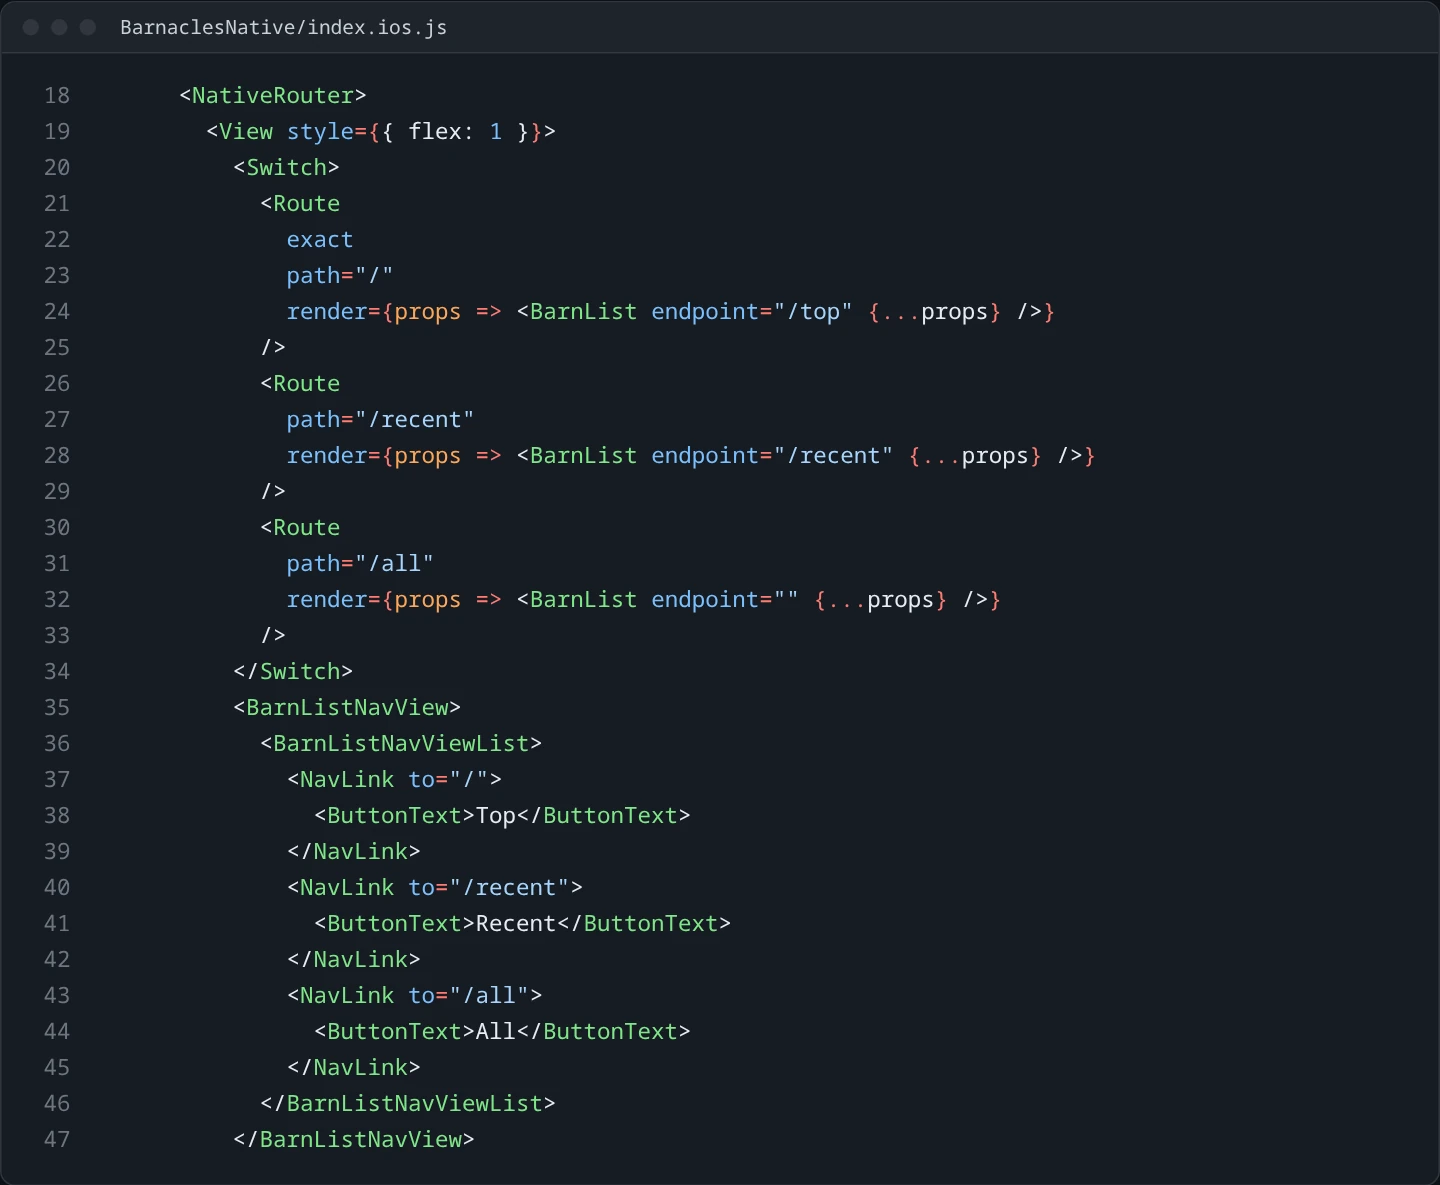 BarnaclesNative/index.ios.js
18 <NativeRouter>
19 <View style={{ flex: 1 }}>
20 <Switch>
21 <Route
22 exact
23 path="/"
24 render={props => <BarnList endpoint="/top" {...props} />}
25 />
26 <Route
27 path="/recent"
28 render={props => <BarnList endpoint="/recent" {...props} />}
29 />
30 <Route
31 path="/all"
32 render={props => <BarnList endpoint="" {...props} />}
33 />
34 </Switch>
35 <BarnListNavView>
36 <BarnListNavViewList>
37 <NavLink to="/">
38 <ButtonText>Top</ButtonText>
39 </NavLink>
40 <NavLink to="/recent">
41 <ButtonText>Recent</ButtonText>
42 </NavLink>
43 <NavLink to="/all">
44 <ButtonText>All</ButtonText>
45 </NavLink>
46 </BarnListNavViewList>
47 </BarnListNavView>